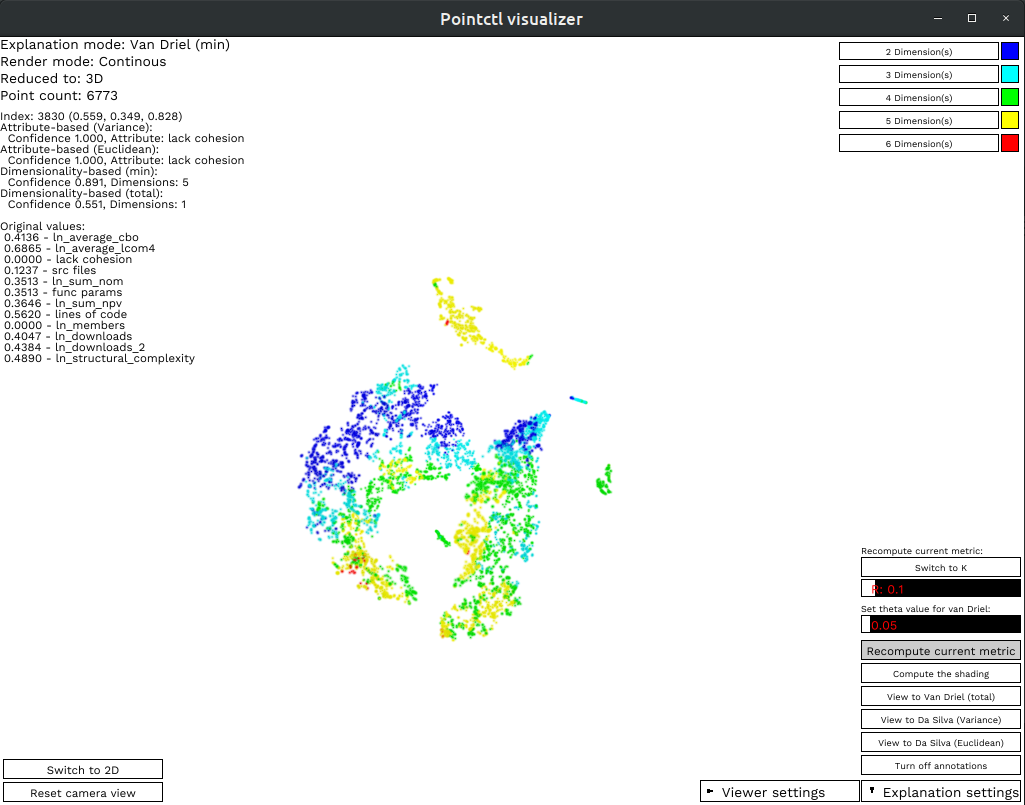 Pointctl visualizer
Explanation mode: Van Driel (min)
Render mode: Continous
Reduced to: 3D
Point count: 6773
Index: 3830 (0.559, 0.349, 0.828)
Attribute-based (Variance):
Confidence 1.000, Attribute: lack cohesion
Attribute-based (Euclidean):
Confidence 1.000, Attribute: lack cohesion
Dimensionality-based (min):
Confidence 0.891, Dimensions: 5
Dimensionality-based (total):
Confidence 0.551, Dimensions: 1
Original values:
0.4136 - ln_average_cbo
0.6865 - ln_average_lcom4
0.0000 - lack cohesion
0.1237 - src files
0.3513 - ln_sum_nom
0.3513 - func params
0.3646 - ln_sum_npv
0.5620 - lines of code
0.0000 - ln_members
0.4047 - ln_downloads
0.4384 - ln_downloads_2
0.4890 - ln_structural_complexity
2 Dimension(s)
3 Dimension(s)
4 Dimension(s)
5 Dimension(s)
6 Dimension(s)
Recompute current metric:
Switch to K
R: 0.1
Set theta value for van Driel:
0.05
Recompute current metric
Compute the shading
View to Van Driel (total)
View to Da Silva (Variance)
View to Da Silva (Euclidean)
Turn off annotations
Switch to 2D
Reset camera view
Viewer settings
Explanation settings